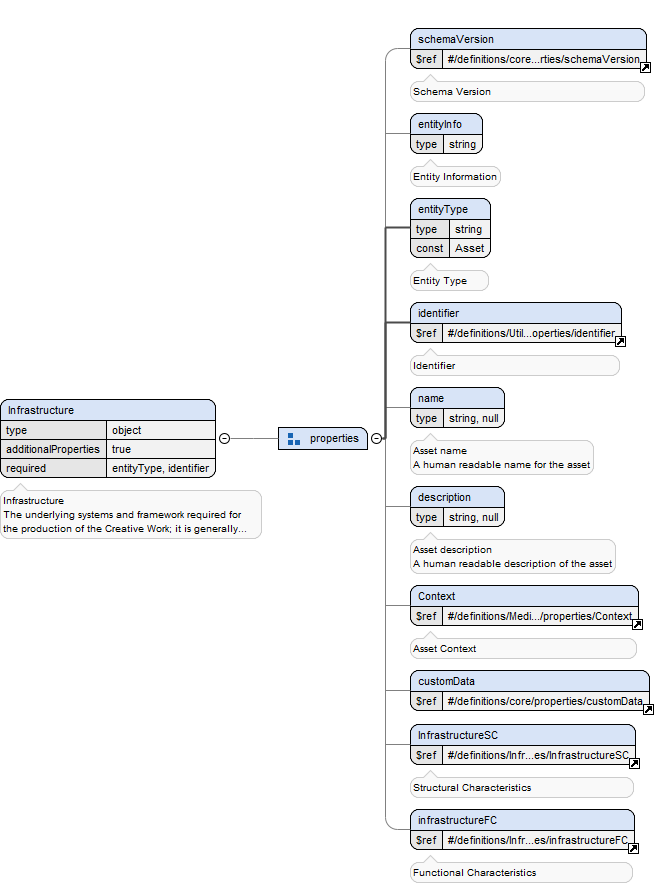 schemaVersion
$ref #/definitions/core...rties/schemaVersion
Schema Version
entityInfo
type string
Entity Information
entityType
type string
const Asset
Entity Type
identifier
$ref #/definitions/Util...operties/identifier
Identifier
Infrastructure
type object
additionalProperties true
required entityType, identifier
Infrastructure
The underlying systems and framework required for
the production of the Creative Work; it is generally...
properties
name
type string, null
Asset name
A human readable name for the asset
description
type string, null
Asset description
A human readable description of the asset
Context
$ref #/definitions/Medi.../properties/Context
Asset Context
customData
$ref #/definitions/core/properties/customData
InfrastructureSC
$ref #/definitions/Infr...es/InfrastructureSC
Structural Characteristics
infrastructureFC
$ref #/definitions/Infr...es/infrastructureFC
Functional Characteristics